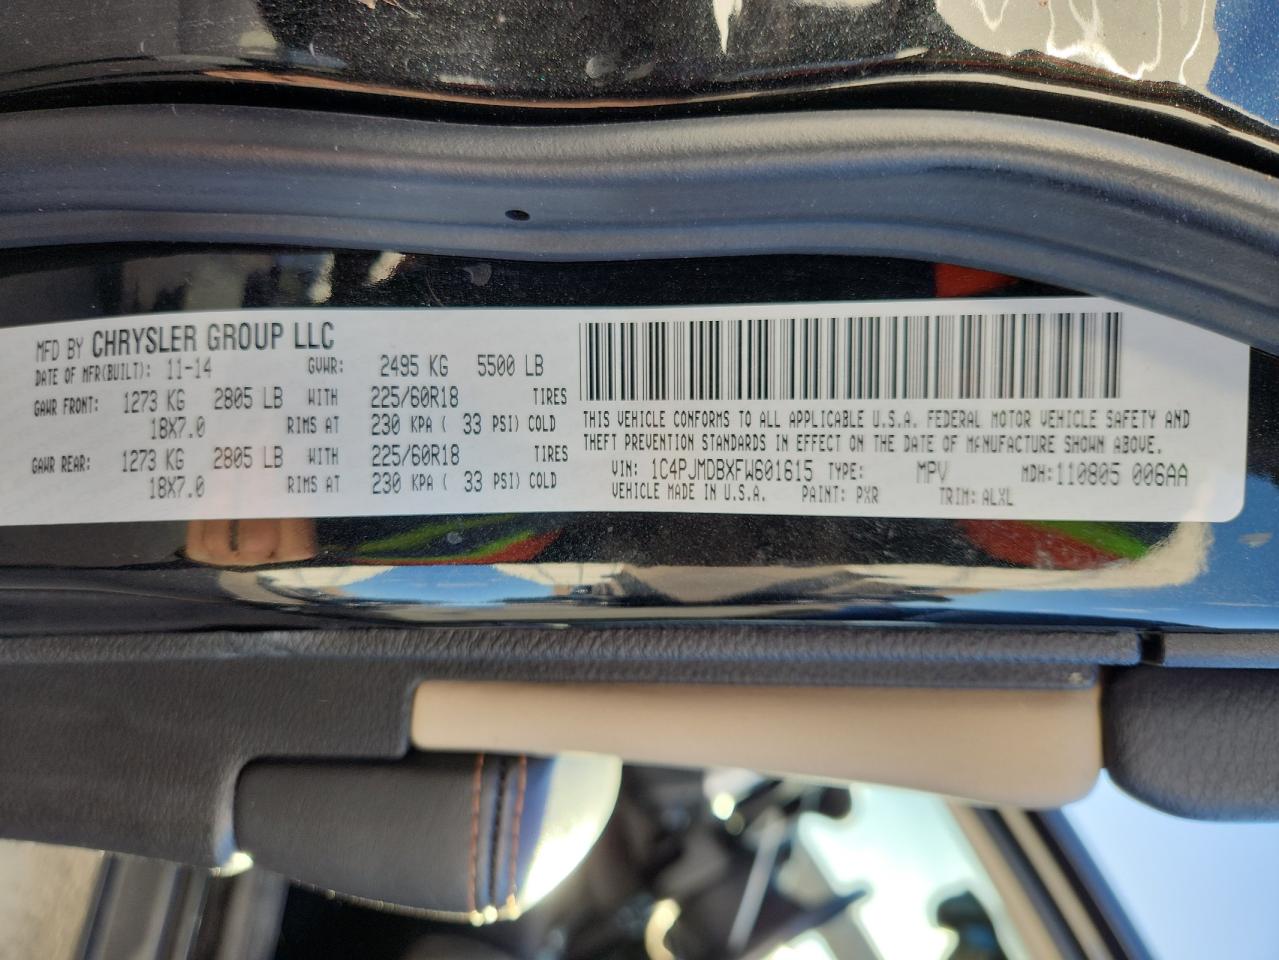 MFD BY CHRYSLER GROUP LLC
DATE OF MFR(BUILT): 11-14 GVWR: 2495 KG 5500 LB
GAWR FRONT: 1273 KG 2805 LB WITH 225/60R18 TIRES
18X7.0 RIMS AT 230 KPA ( 33 PSI) COLD
GAWR REAR: 1273 KG 2805 LB WITH 225/60R18 TIRES
18X7.0 RIMS AT 230 KPA ( 33 PSI) COLD
THIS VEHICLE CONFORMS TO ALL APPLICABLE U.S.A. FEDERAL MOTOR VEHICLE SAFETY AND
THEFT PREVENTION STANDARDS IN EFFECT ON THE DATE OF MANUFACTURE SHOWN ABOVE.
VIN: 1C4PJMDBXFW601615 TYPE: MPV MDH: 110805 006AA
VEHICLE MADE IN U.S.A. PAINT: PXR TRIM: ALXL